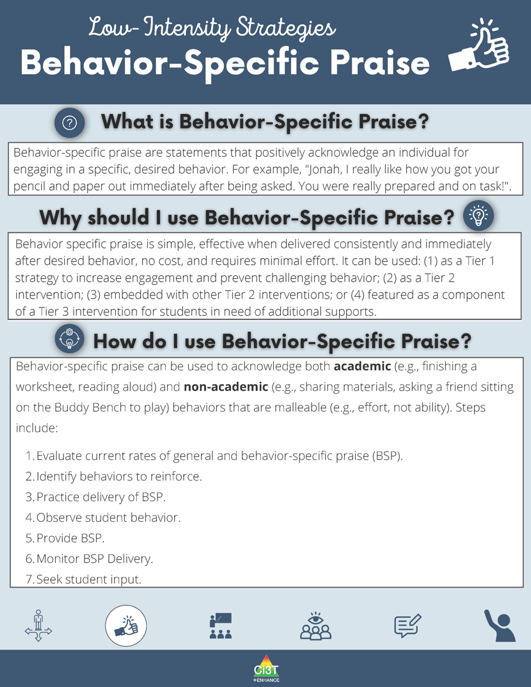 Low-Intensity Strategies
Behavior-Specific Praise
What is Behavior-Specific Praise?
Behavior-specific praise are statements that positively acknowledge an individual for
engaging in a specific, desired behavior. For example, "Jonah, I really like how you got your
pencil and paper out immediately after being asked. You were really prepared and on task!".
Why should I use Behavior-Specific Praise?
Behavior specific praise is simple, effective when delivered consistently and immediately
after desired behavior, no cost, and requires minimal effort. It can be used: (1) as a Tier 1
strategy to increase engagement and prevent challenging behavior; (2) as a Tier 2
intervention; (3) embedded with other Tier 2 interventions; or (4) featured as a component
of a Tier 3 intervention for students in need of additional supports.
How do I use Behavior-Specific Praise?
Behavior-specific praise can be used to acknowledge both academic (e.g., finishing a
worksheet, reading aloud) and non-academic (e.g., sharing materials, asking a friend sitting
on the Buddy Bench to play) behaviors that are malleable (e.g., effort, not ability). Steps
include:
1. Evaluate current rates of general and behavior-specific praise (BSP).
2. Identify behaviors to reinforce.
3. Practice delivery of BSP.
4. Observe student behavior.
5. Provide BSP.
6. Monitor BSP Delivery.
7. Seek student input.
CI3T
ENHANCE